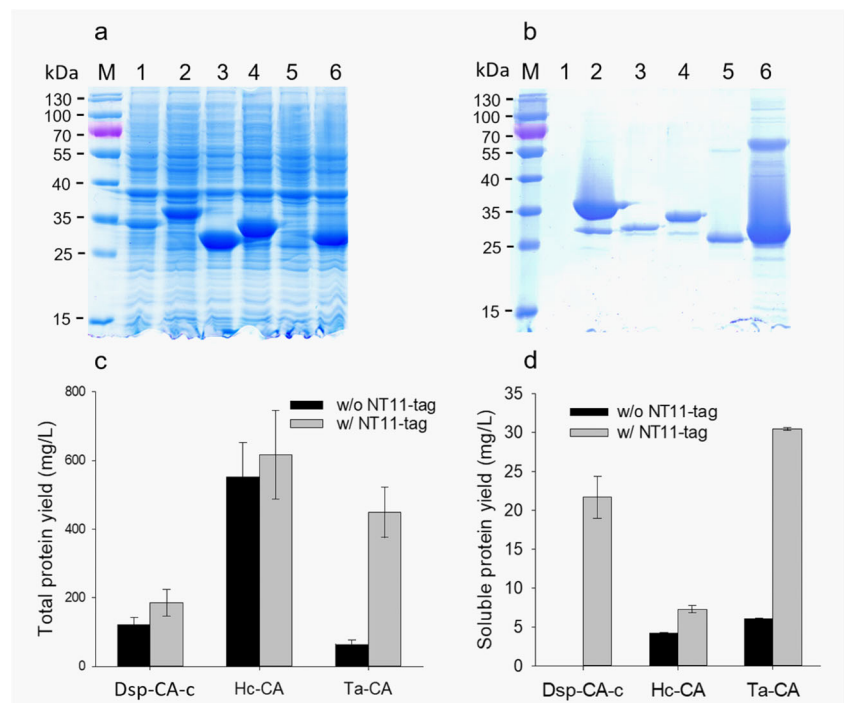 a
kDa M 1 2 3 4 5 6
130
100
70
55
40
35
25
15
b
kDa M 1 2 3 4 5 6
130
100
70
55
40
35
25
15
c
Total protein yield (mg/L)
800
600
400
200
0
w/o NT11-tag
w/ NT11-tag
Dsp-CA-c Hc-CA Ta-CA
d
Soluble protein yield (mg/L)
35
30
25
20
15
10
5
0
w/o NT11-tag
w/ NT11-tag
Dsp-CA-c Hc-CA Ta-CA